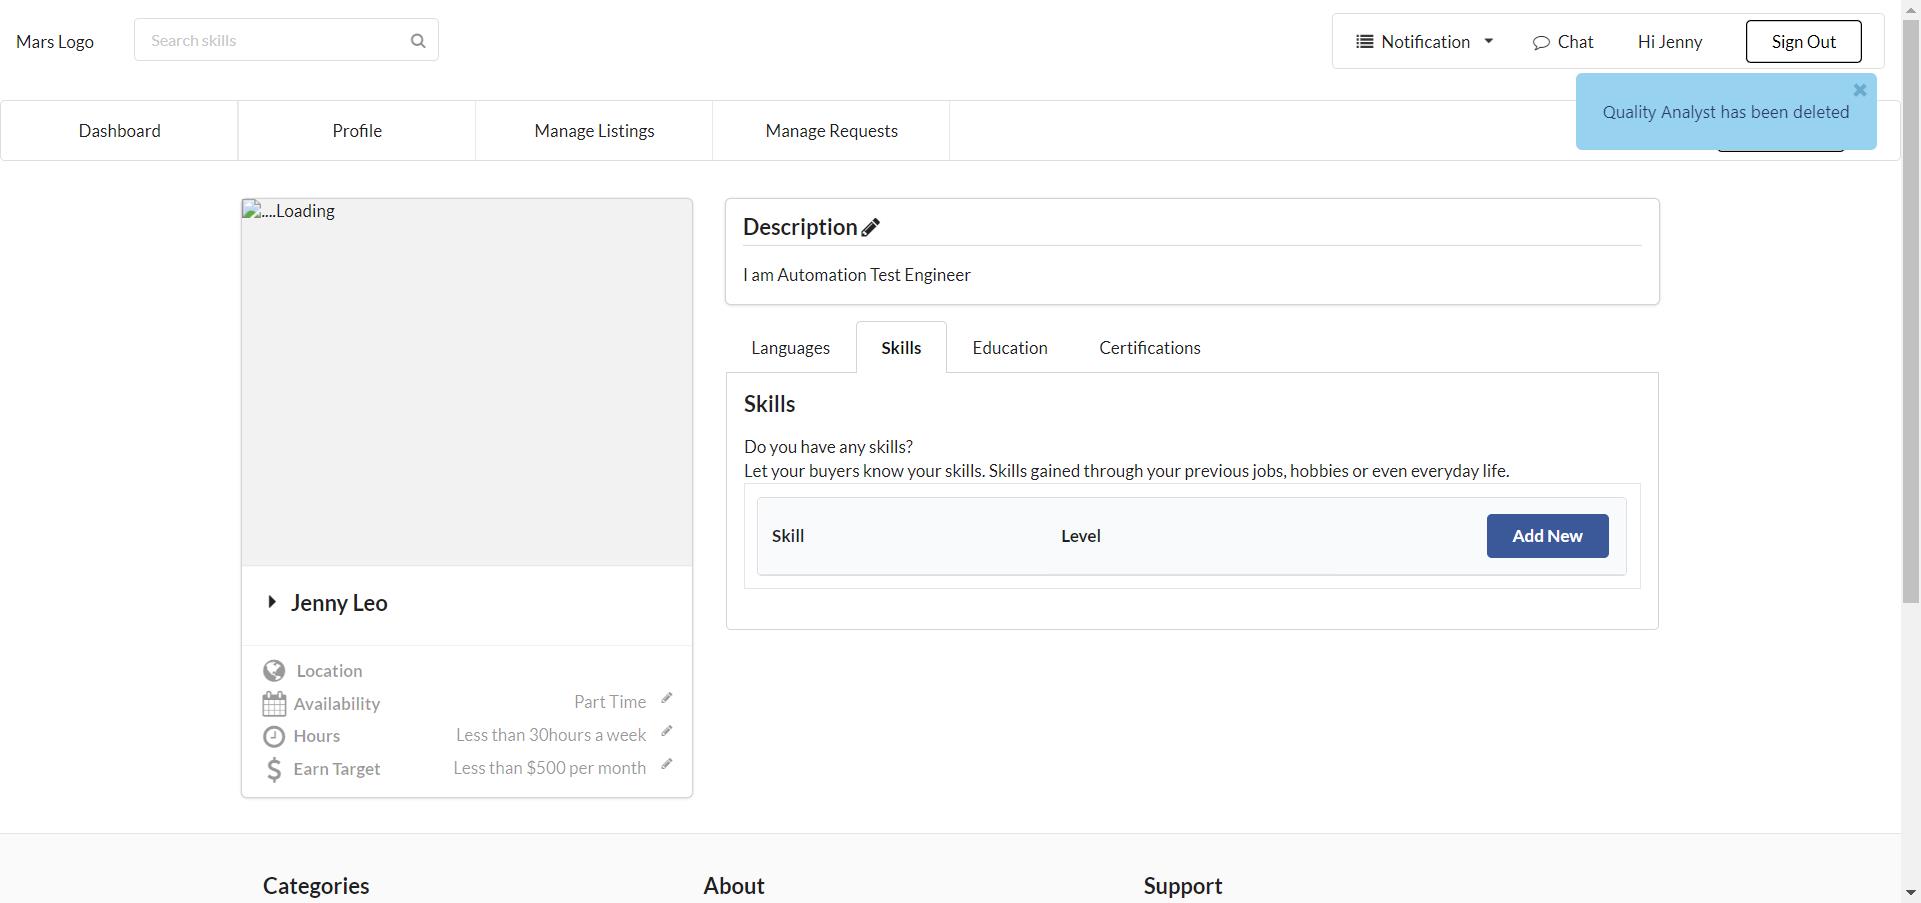 Mars Logo
Search skills
Notification
Chat
Hi Jenny
Sign Out
Quality Analyst has been deleted
Dashboard
Profile
Manage Listings
Manage Requests
....Loading
Description
I am Automation Test Engineer
Languages
Skills
Education
Certifications
Skills
Do you have any skills?
Let your buyers know your skills. Skills gained through your previous jobs, hobbies or even everyday life.
Skill
Level
Add New
Jenny Leo
Location
Availability
Part Time
Hours
Less than 30hours a week
Earn Target
Less than $500 per month
Categories
About
Support